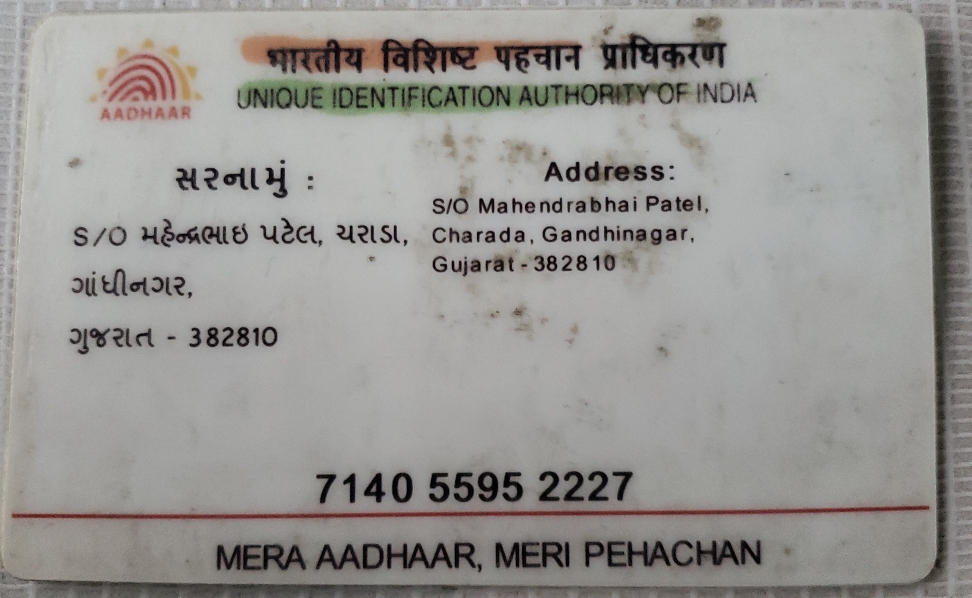 भारतीय विशिष्ट पहचान प्राधिकरण
UNIQUE IDENTIFICATION AUTHORITY OF INDIA
AADHAAR
સરનામું :
S/O મહેન્દ્રભાઇ પટેલ, ચરાડા,
ગાંધીનગર,
ગુજરાત - 382810
Address:
S/O Mahendrabhai Patel,
Charada, Gandhinagar,
Gujarat - 382810
7140 5595 2227
MERA AADHAAR, MERI PEHACHAN